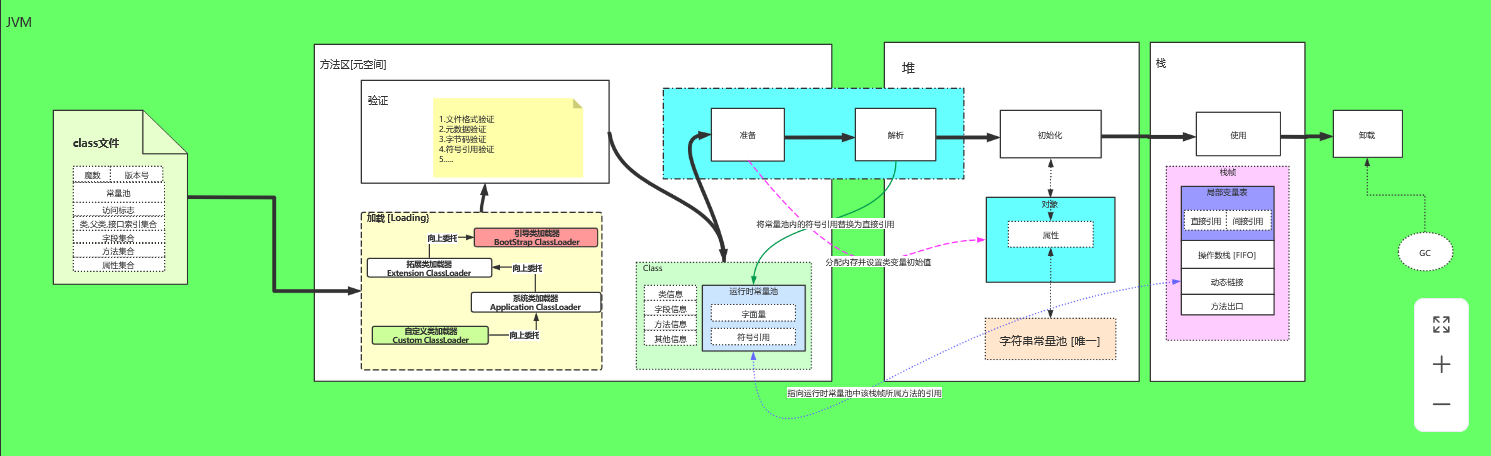 JVM
class文件
魔数
版本号
常量池
访问标志
类,父类,接口索引集合
字段集合
方法集合
属性集合
方法区[元空间]
验证
1.文件格式验证
2.元数据验证
3.字节码验证
4.符号引用验证
5.....
加载 [Loading}
引导类加载器
BootStrap ClassLoader
向上委托
拓展类加载器
Extension ClassLoader
向上委托
系统类加载器
Application ClassLoader
自定义类加载器
Custom ClassLoader
向上委托
准备
解析
将常量池内的符号引用替换为直接引用
分配内存并设置类变量初始值
Class
类信息
字段信息
方法信息
其他信息
运行时常量池
字面量
符号引用
指向运行时常量池中该栈帧所属方法的引用
堆
初始化
对象
属性
字符串常量池 [唯一]
栈
使用
栈帧
局部变量表
直接引用
间接引用
操作数栈 [FIFO]
动态链接
方法出口
卸载
GC